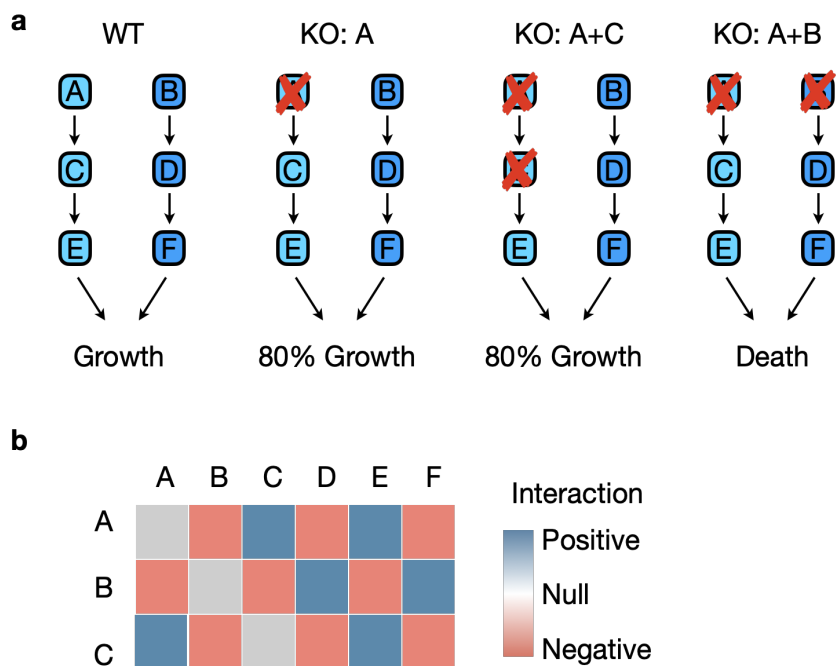 a
WT KO: A KO: A+C KO: A+B
A B B B
C D C D D C D
E F E F E F E F
Growth 80% Growth 80% Growth Death
b
A B C D E F
A
B
C
Interaction
Positive
Null
Negative